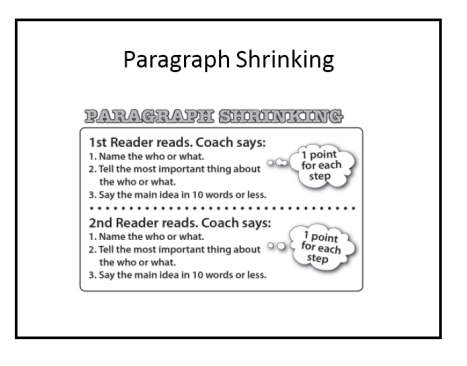 Paragraph Shrinking
PARAGRAPH SHRINKING
1st Reader reads. Coach says:
1. Name the who or what.
2. Tell the most important thing about
the who or what.
3. Say the main idea in 10 words or less.
1 point
for each
step
2nd Reader reads. Coach says:
1. Name the who or what.
2. Tell the most important thing about
the who or what.
3. Say the main idea in 10 words or less.
1 point
for each
step